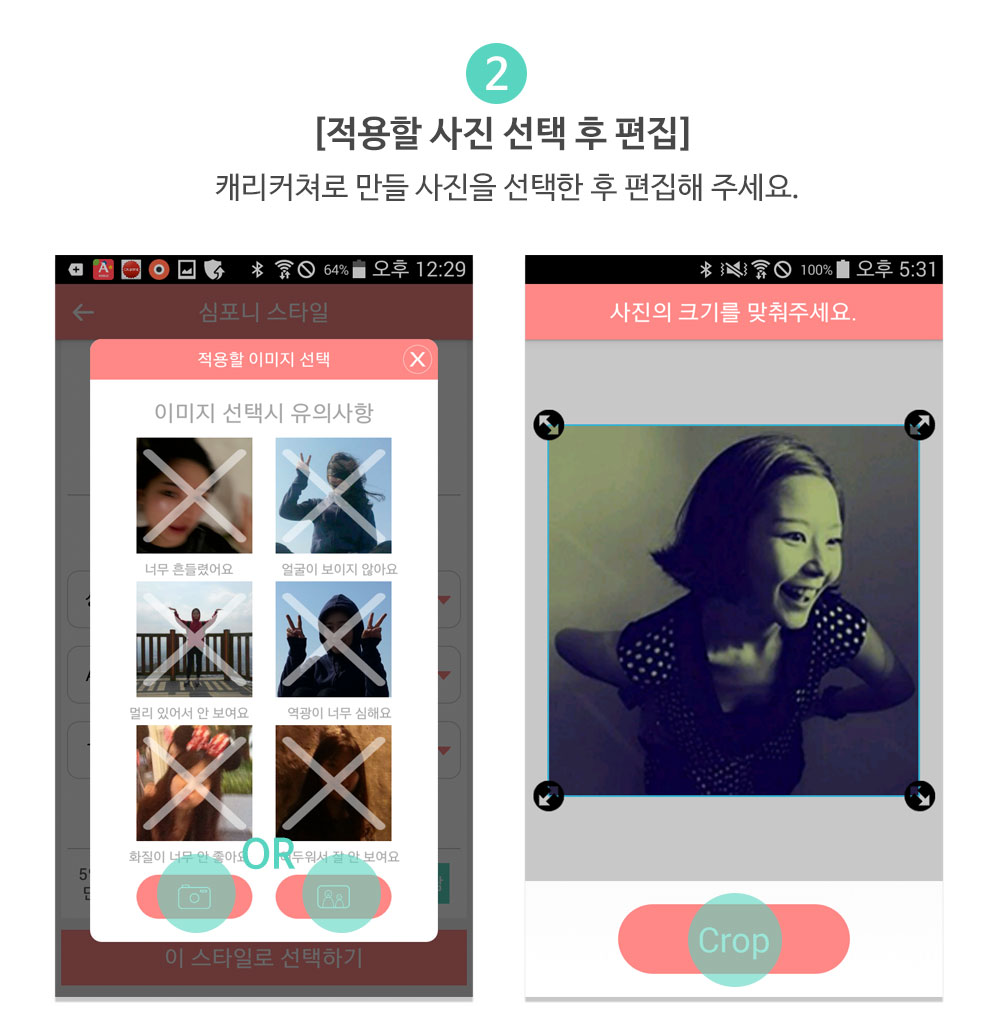 2
[적용할 사진 선택 후 편집]
캐리커쳐로 만들 사진을 선택한 후 편집해 주세요.
64% 오후 12:29
심포니 스타일
적용할 이미지 선택
X
이미지 선택시 유의사항
너무 흔들렸어요
얼굴이 보이지 않아요
멀리 있어서 안 보여요
역광이 너무 심해요
화질이 너무 안 좋아요
OR
두워서 잘 안 보여요
이 스타일로 선택하기
100% 오후 5:31
사진의 크기를 맞춰주세요.
Crop